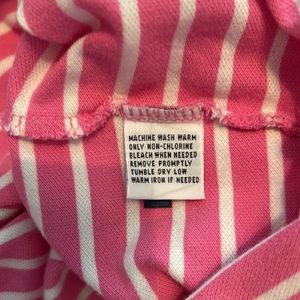 MACHINE WASH WARM
ONLY NON-CHLORINE
BLEACH WHEN NEEDED
REMOVE PROMPTLY
TUMBLE DRY LOW
WARM IRON IF NEEDED